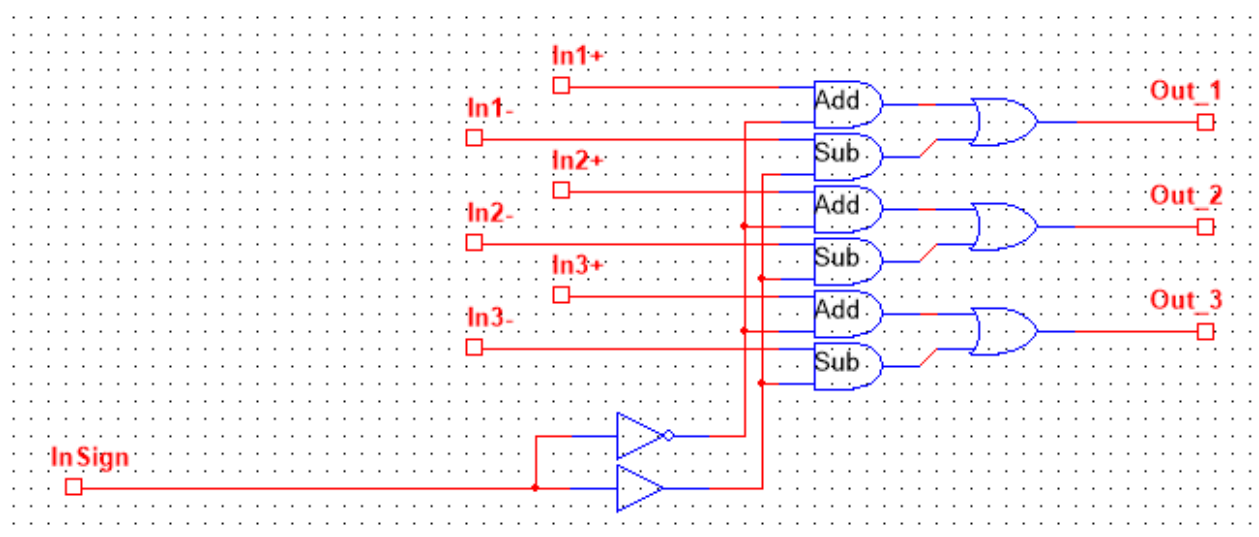 In1+
Add
Out_1
In1-
Sub
In2+
Add
Out_2
In2-
Sub
In3+
Add
Out_3
In3-
Sub
InSign